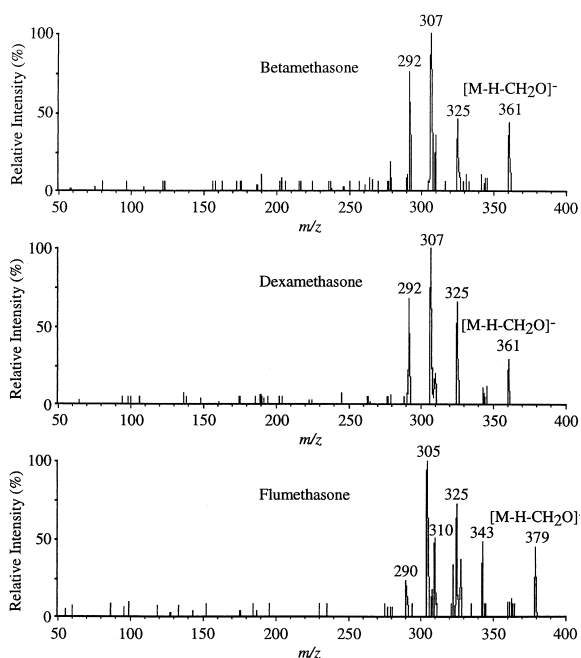 307
Betamethasone
292
[M-H-CH2O]-
325
361
Relative Intensity (%)
100
50
0
50 100 150 200 250 300 350 400
m/z
307
Dexamethasone
292
325
[M-H-CH2O]-
361
Relative Intensity (%)
100
50
0
50 100 150 200 250 300 350 400
m/z
305
Flumethasone
325
[M-H-CH2O]-
310
343
379
290
Relative Intensity (%)
100
50
0
50 100 150 200 250 300 350 400
m/z